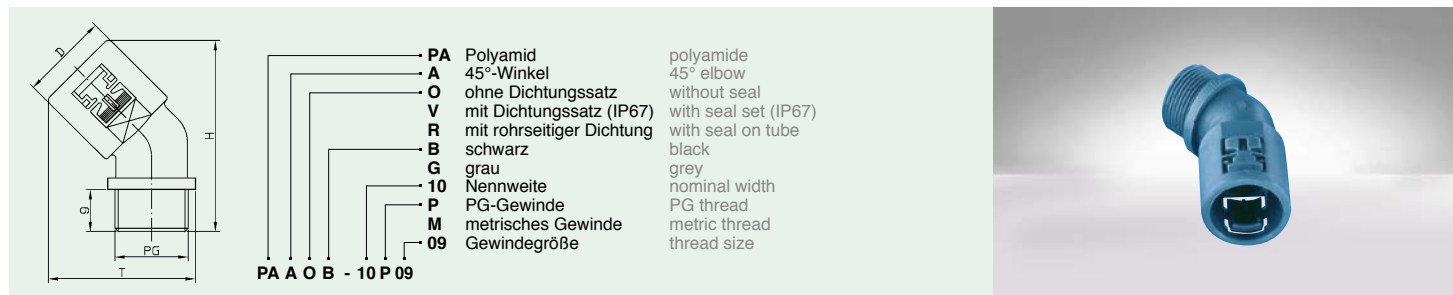 D
H
g
PG
T
PA Polyamid polyamide
A 45°-Winkel 45° elbow
O ohne Dichtungssatz without seal
V mit Dichtungssatz (IP67) with seal set (IP67)
R mit rohrseitiger Dichtung with seal on tube
B schwarz black
G grau grey
10 Nennweite nominal width
P PG-Gewinde PG thread
M metrisches Gewinde metric thread
09 Gewindegröße thread size
PA A O B - 10 P 09